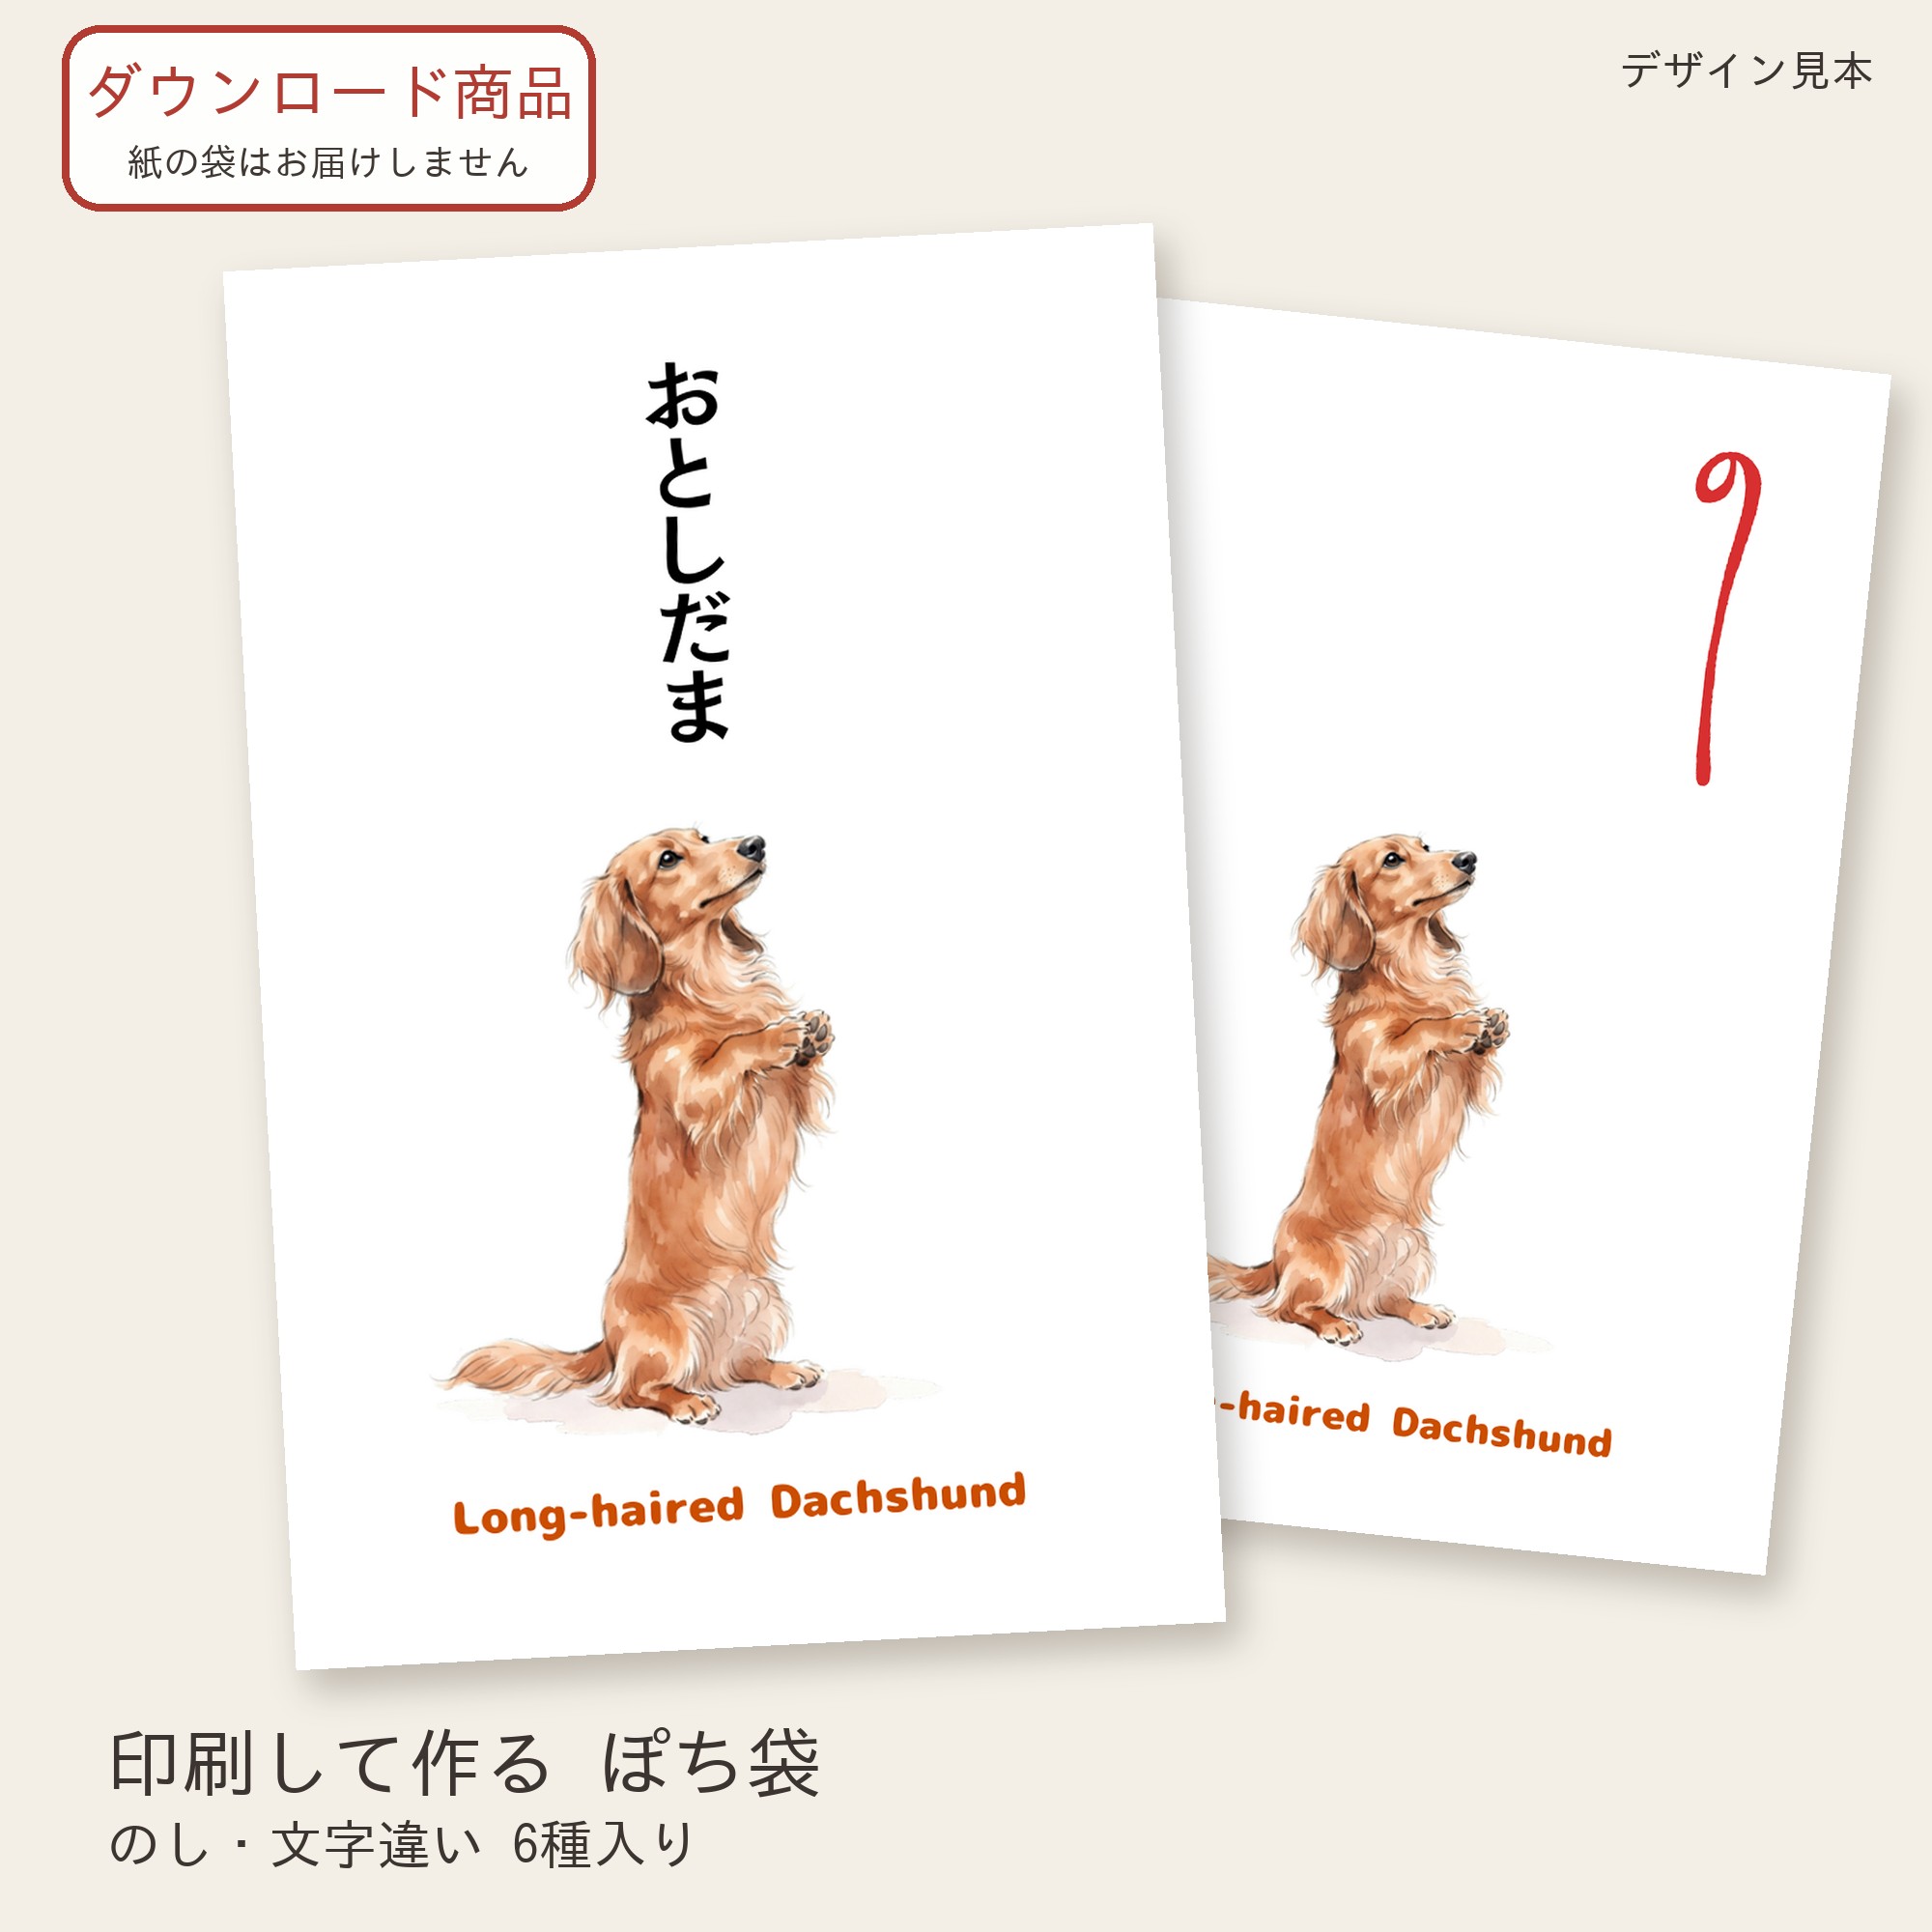 ダウンロード商品
紙の袋はお届けしません
デザイン見本
おとしだま
Long-haired Dachshund
-haired Dachshund
印刷して作る ぽち袋
のし・文字違い 6種入り